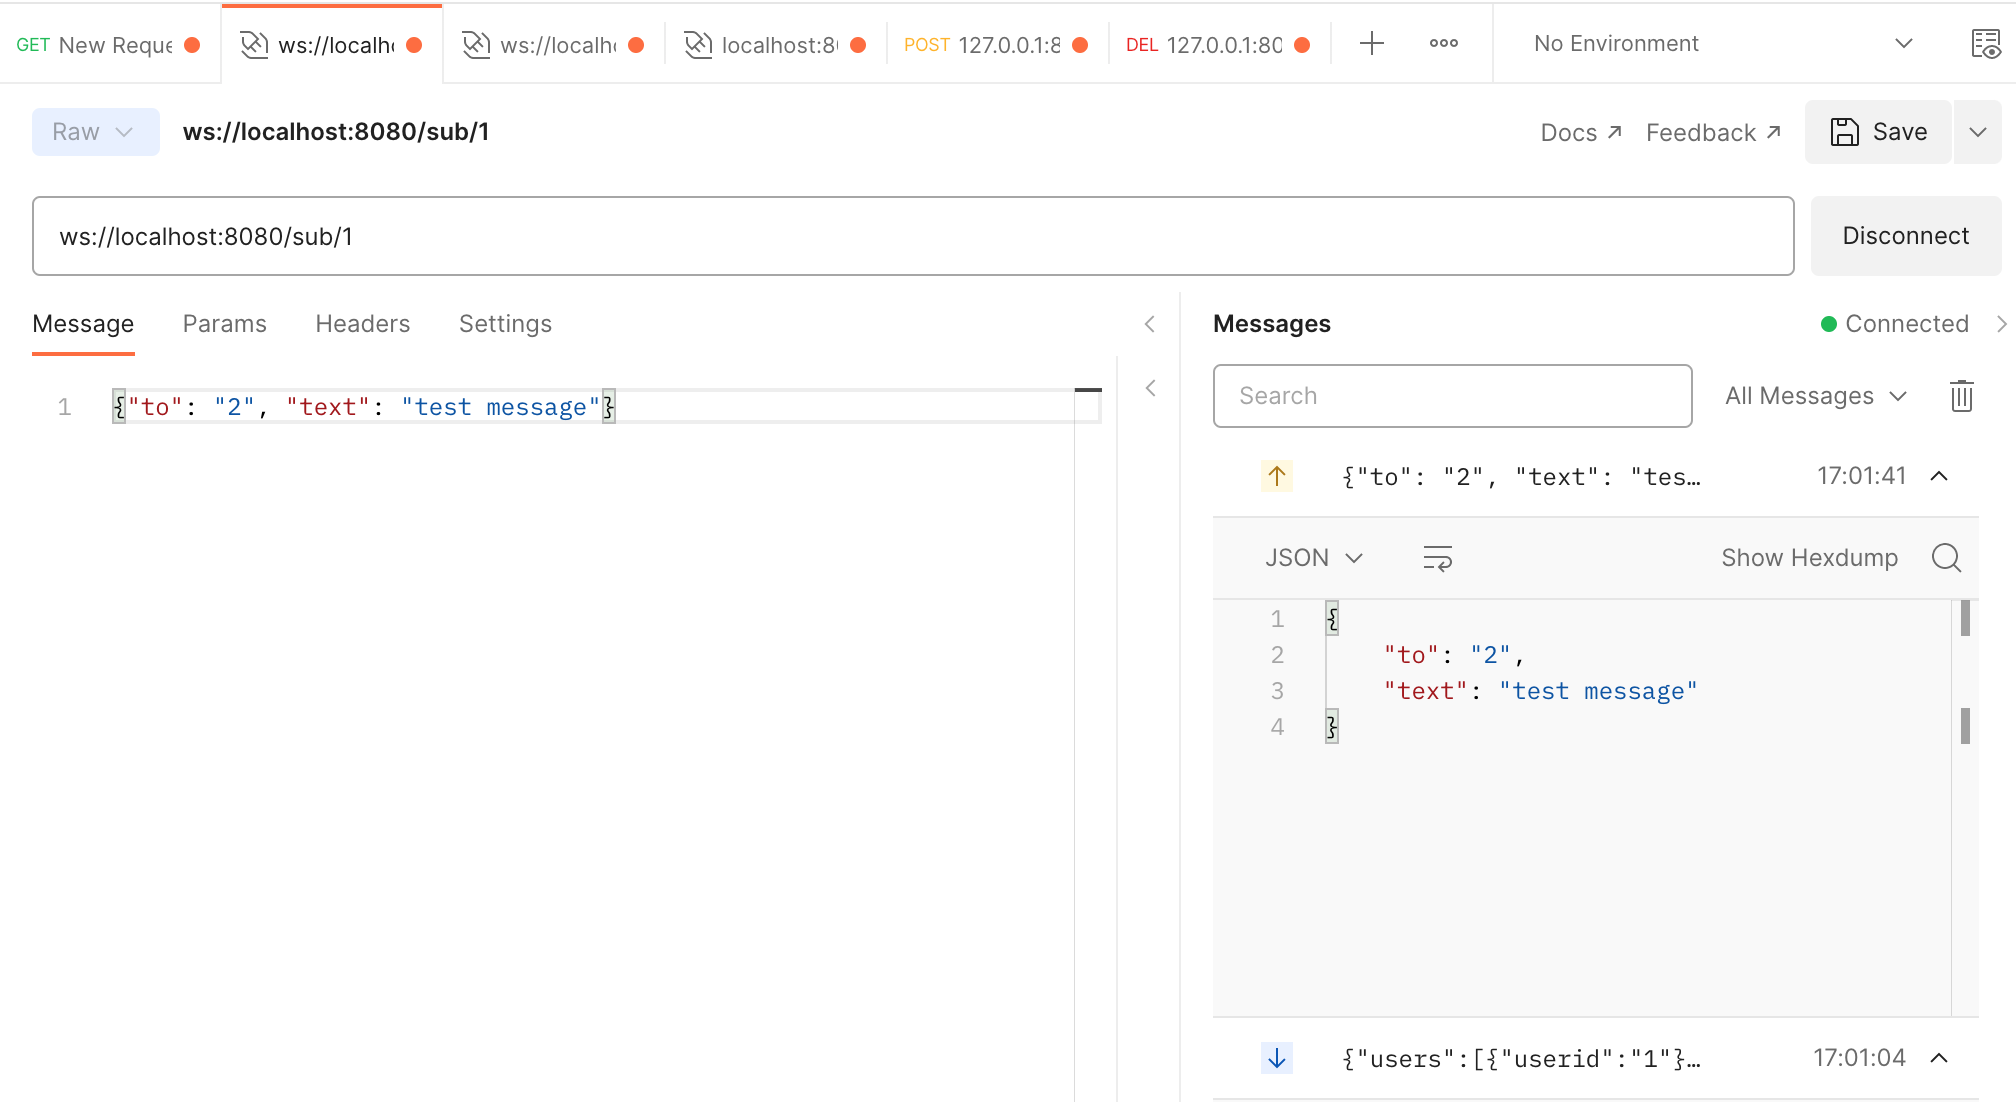 GET New Reque ws://localh ws://localh localhost:8 POST 127.0.0.1:8 DEL 127.0.0.1:80 No Environment
Raw ws://localhost:8080/sub/1 Docs Feedback Save
ws://localhost:8080/sub/1 Disconnect
Message Params Headers Settings Messages Connected
1 {"to": "2", "text": "test message"}
Search All Messages
{"to": "2", "text": "tes… 17:01:41
JSON Show Hexdump
1 {
2 "to": "2",
3 "text": "test message"
4 }
{"users":[{"userid":"1"}… 17:01:04